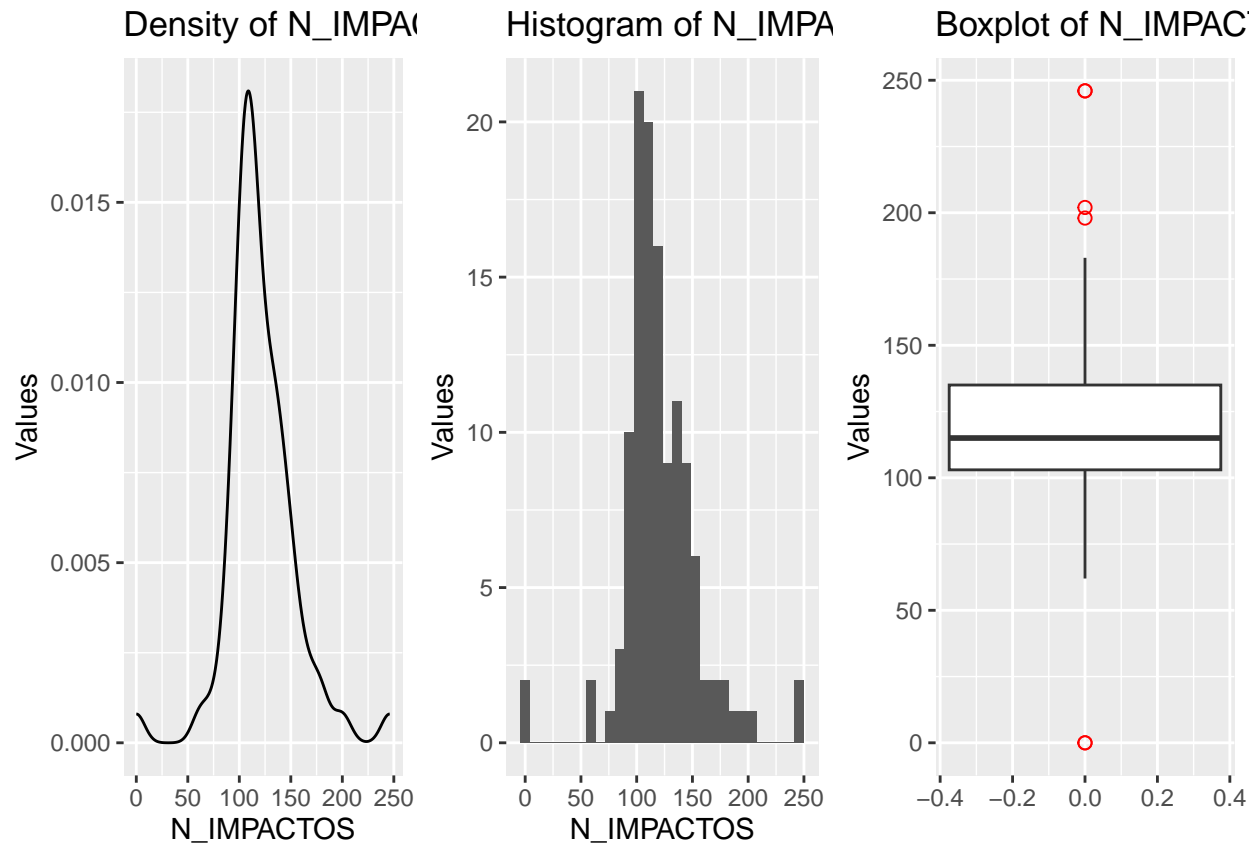 Density of N_IMPAC
Values
0.015
0.010
0.005
0.000
0 50 100 150 200 250
N_IMPACTOS
Histogram of N_IMPA
Values
20
15
10
5
0
0 50 100 150 200 250
N_IMPACTOS
Boxplot of N_IMPACT
Values
250
200
150
100
50
0
−0.4 −0.2 0.0 0.2 0.4